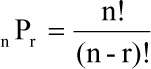 ₙPᵣ = n! / (n - r)!